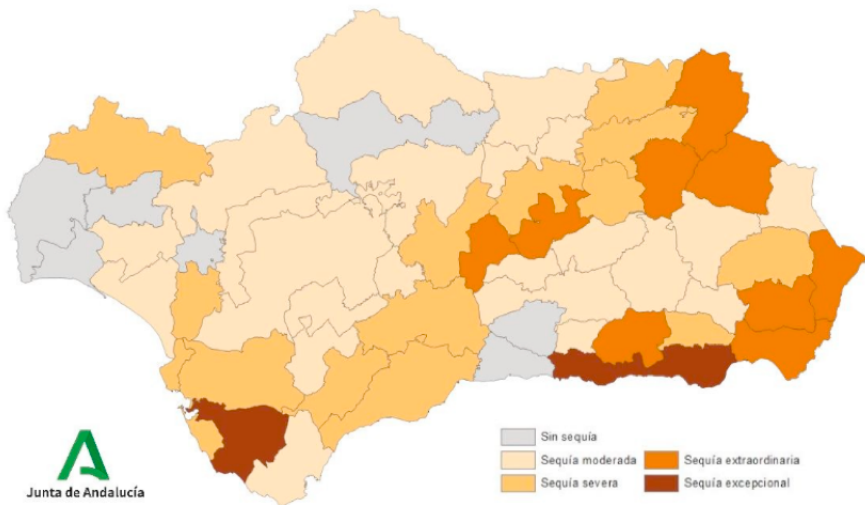 Sin sequía
Sequía moderada
Sequía extraordinaria
Sequía severa
Sequía excepcional
Junta de Andalucía